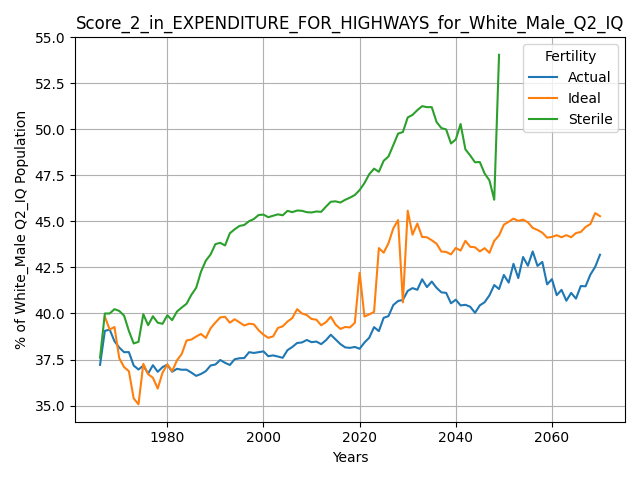 Score_2_in_EXPENDITURE_FOR_HIGHWAYS_for_White_Male_Q2_IQ
% of White_Male Q2_IQ Population
55.0
52.5
50.0
47.5
45.0
42.5
40.0
37.5
35.0
Fertility
Actual
Ideal
Sterile
1980 2000 2020 2040 2060
Years